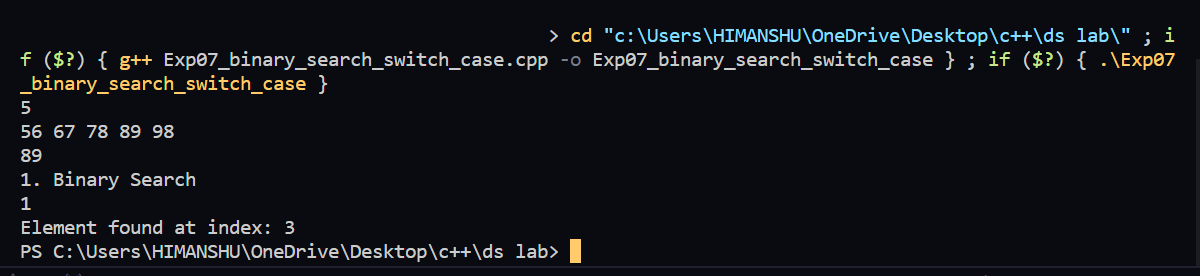 > cd "c:\Users\HIMANSHU\OneDrive\Desktop\c++\ds lab\" ; i
f ($?) { g++ Exp07_binary_search_switch_case.cpp -o Exp07_binary_search_switch_case } ; if ($?) { .\Exp07
_binary_search_switch_case }
5
56 67 78 89 98
89
1. Binary Search
1
Element found at index: 3
PS C:\Users\HIMANSHU\OneDrive\Desktop\c++\ds lab>